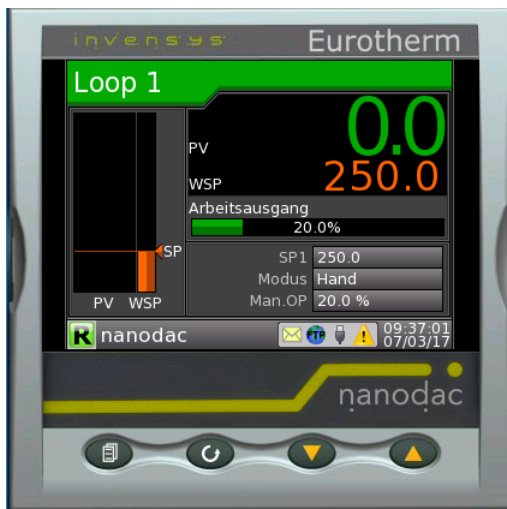 invensys
Eurotherm
Loop 1
0.0
PV
250.0
WSP
Arbeitsausgang
20.0%
SP
SP1 250.0
Modus Hand
Man.OP 20.0 %
PV WSP
R nanodac
FTP
09:37:01
07/03/17
nanodac